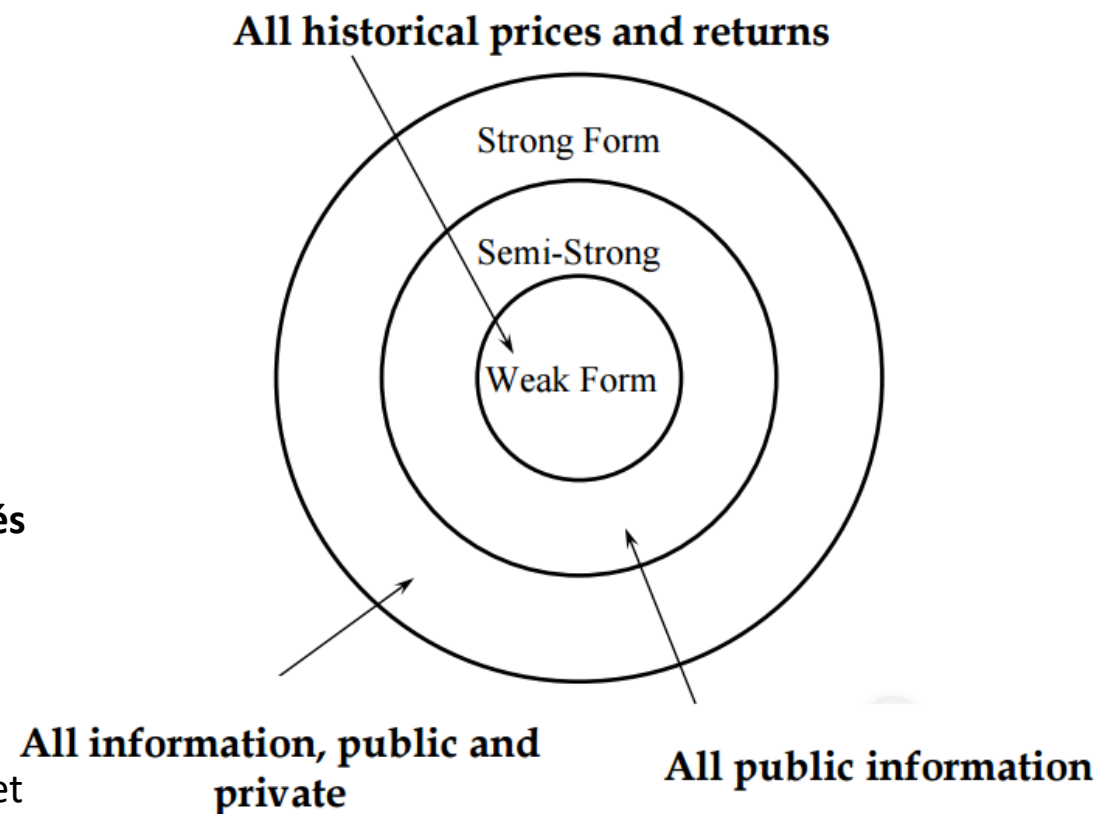 All historical prices and returns
Strong Form
Semi-Strong
Weak Form
és
All information, public and
private
All public information
et